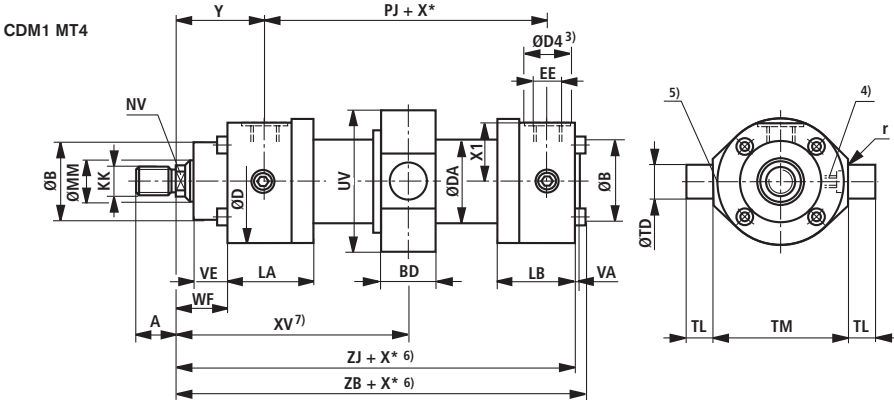 CDM1 MT4
Y
PJ + X*
ØD4 3)
EE
NV
5)
4)
r
ØB
ØMM
KK
ØD
UV
ØDA
X1
ØB
ØTD
VE
LA
BD
LB
VA
WF
A
XV 7)
TL
TM
TL
ZJ + X* 6)
ZB + X* 6)